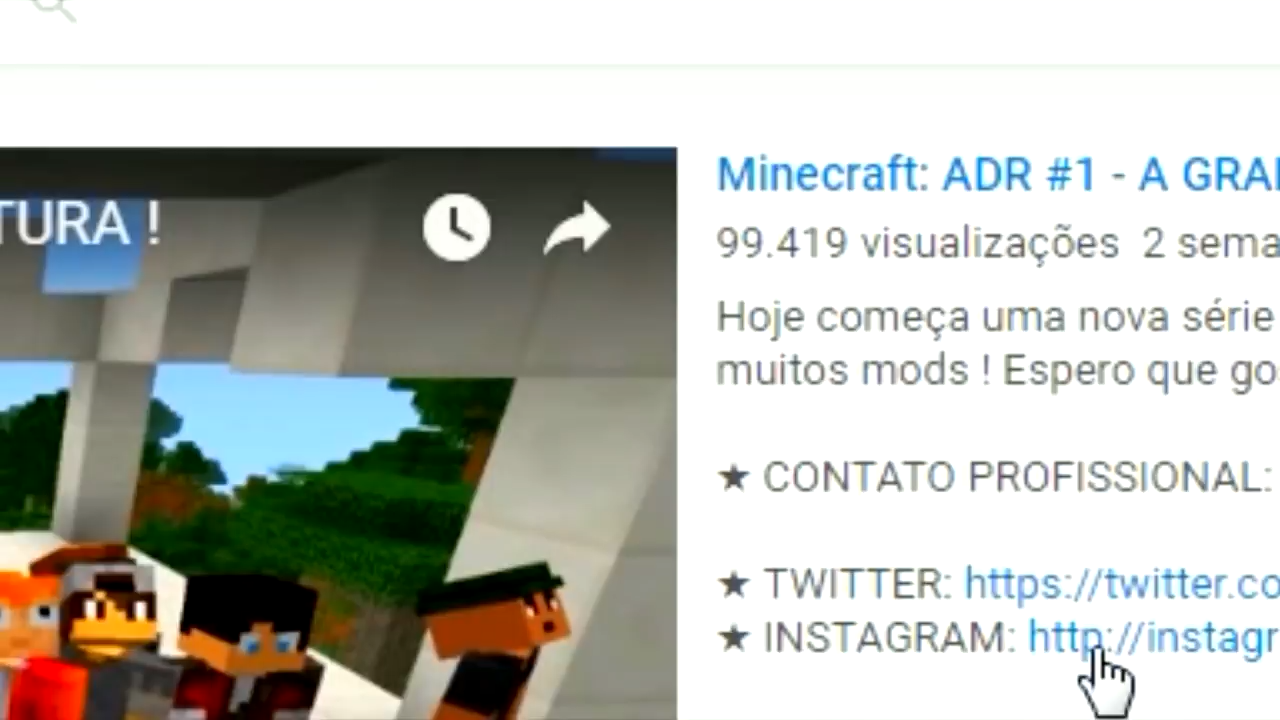 TURA !
Minecraft: ADR #1 - A GRA
99.419 visualizações 2 sema
Hoje começa uma nova série
muitos mods ! Espero que go
★ CONTATO PROFISSIONAL:
★ TWITTER: https://twitter.co
★ INSTAGRAM: http://instagr